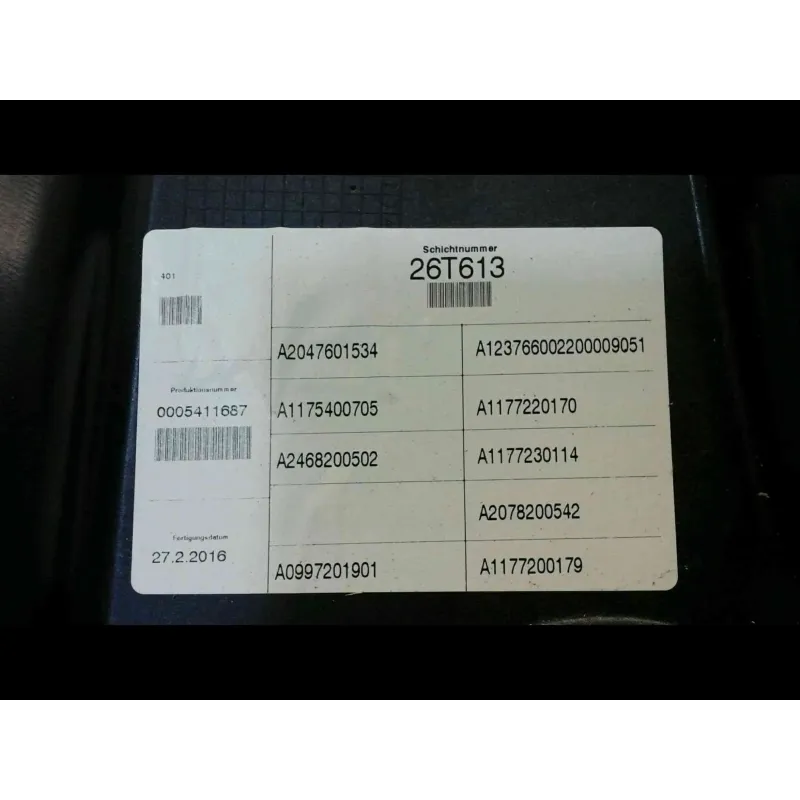 Schichtnummer
26T613
401
A2047601534 A123766002200009051
Produktionsnummer
0005411687 A1175400705 A1177220170
A2468200502 A1177230114
A2078200542
Fertigungsdatum
27.2.2016
A0997201901 A1177200179